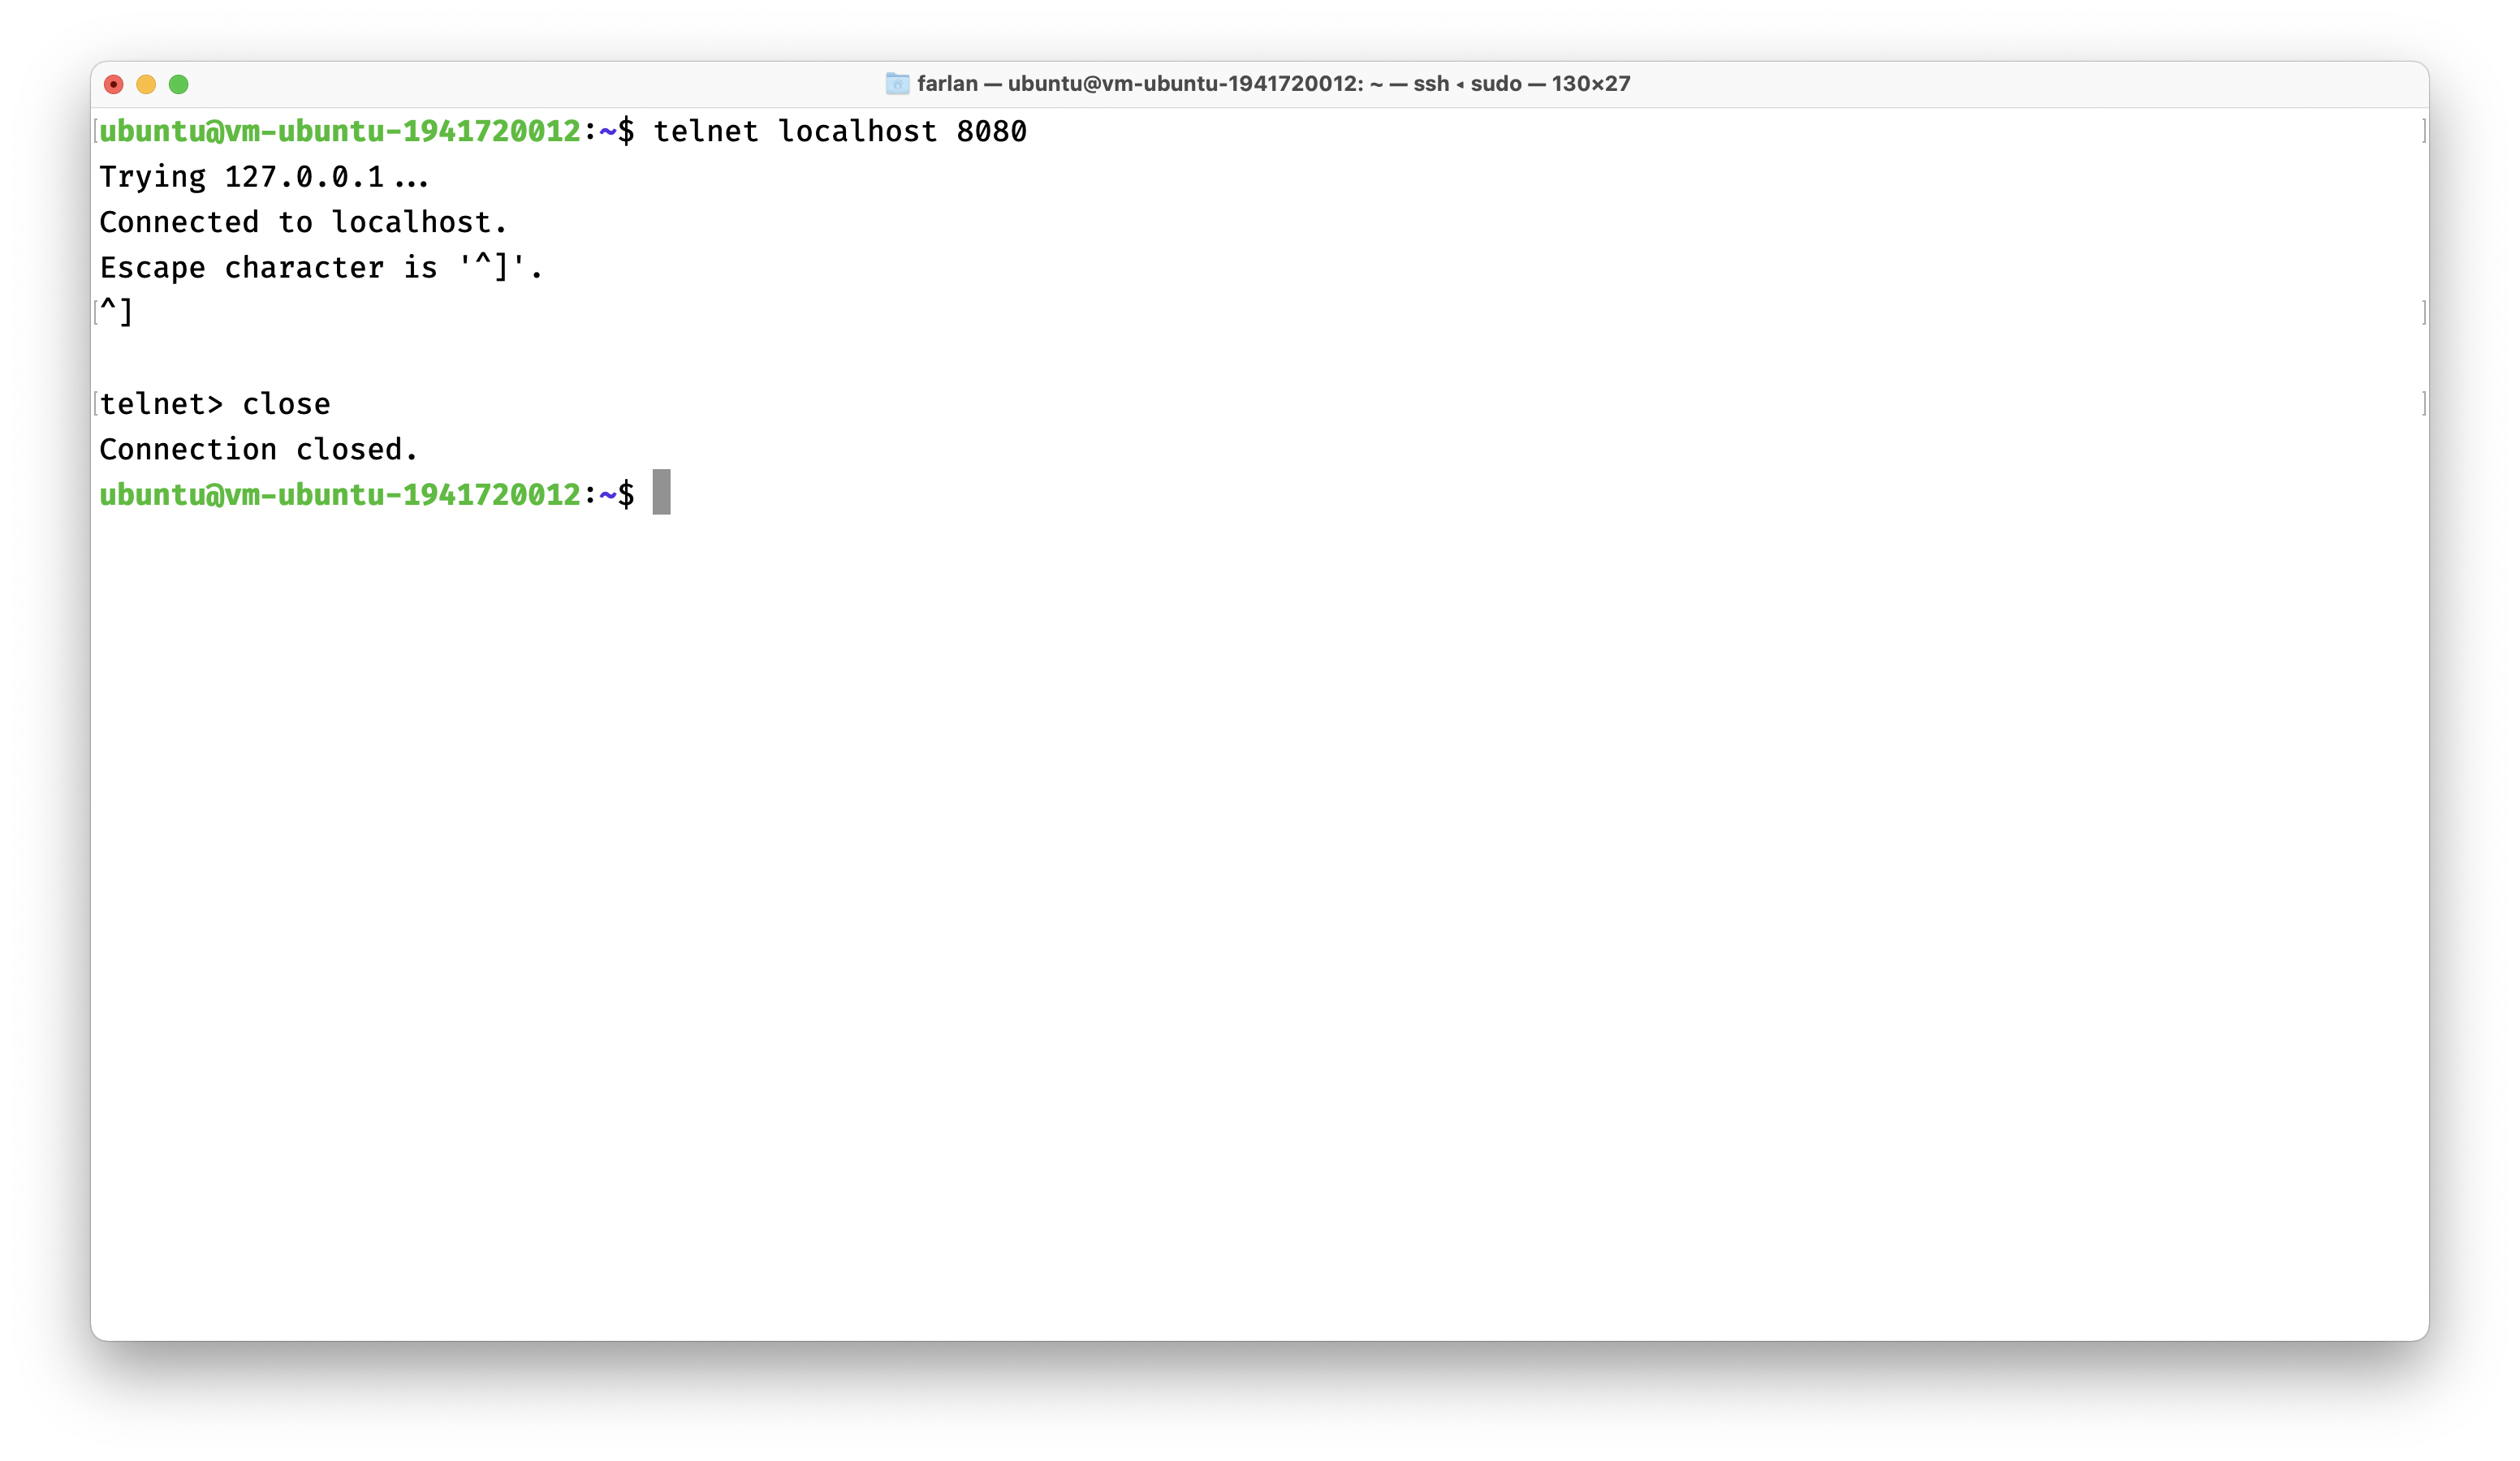 farlan — ubuntu@vm-ubuntu-1941720012: ~ — ssh ◂ sudo — 130×27
ubuntu@vm-ubuntu-1941720012:~$ telnet localhost 8080
Trying 127.0.0.1...
Connected to localhost.
Escape character is '^]'.
^]
telnet> close
Connection closed.
ubuntu@vm-ubuntu-1941720012:~$